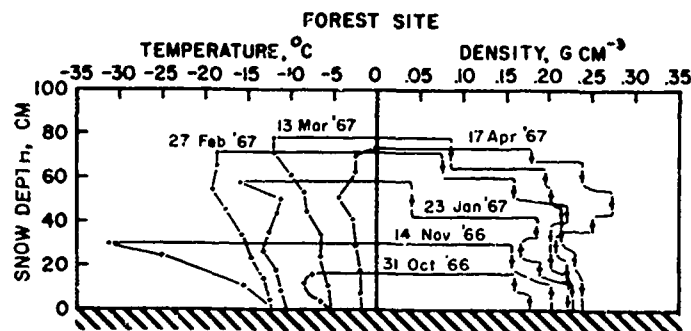 FOREST SITE
TEMPERATURE, °C DENSITY, G CM⁻³
-35 -30 -25 -20 -15 -10 -5 0 .05 .10 .15 .20 .25 .30 .35
SNOW DEPTH, CM
100
80
60
40
20
0
13 Mar '67
27 Feb '67
17 Apr '67
23 Jan '67
14 Nov '66
31 Oct '66